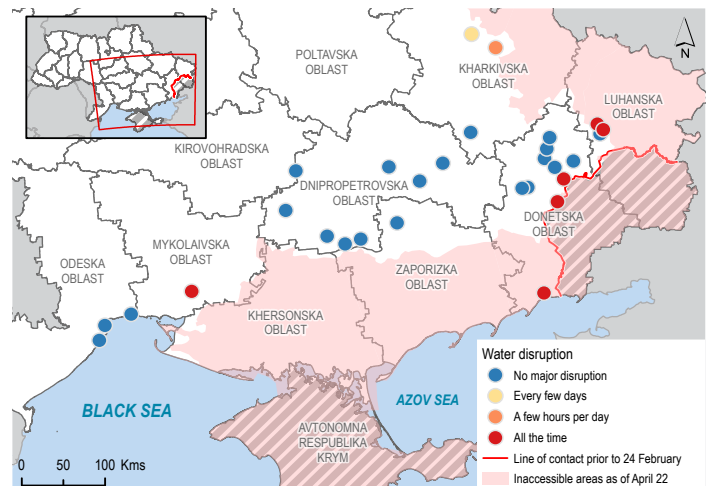 POLTAVSKA
OBLAST
KHARKIVSKA
OBLAST
N
LUHANSKA
OBLAST
KIROVOHRADSKA
OBLAST
DNIPROPETROVSKA
OBLAST
DONETSKA
OBLAST
MYKOLAIVSKA
OBLAST
ODESKA
OBLAST
ZAPORIZKA
OBLAST
KHERSONSKA
OBLAST
BLACK SEA
AZOV SEA
AVTONOMNA
RESPUBLIKA
KRYM
0 50 100 Kms
Water disruption
No major disruption
Every few days
A few hours per day
All the time
Line of contact prior to 24 February
Inaccessible areas as of April 22